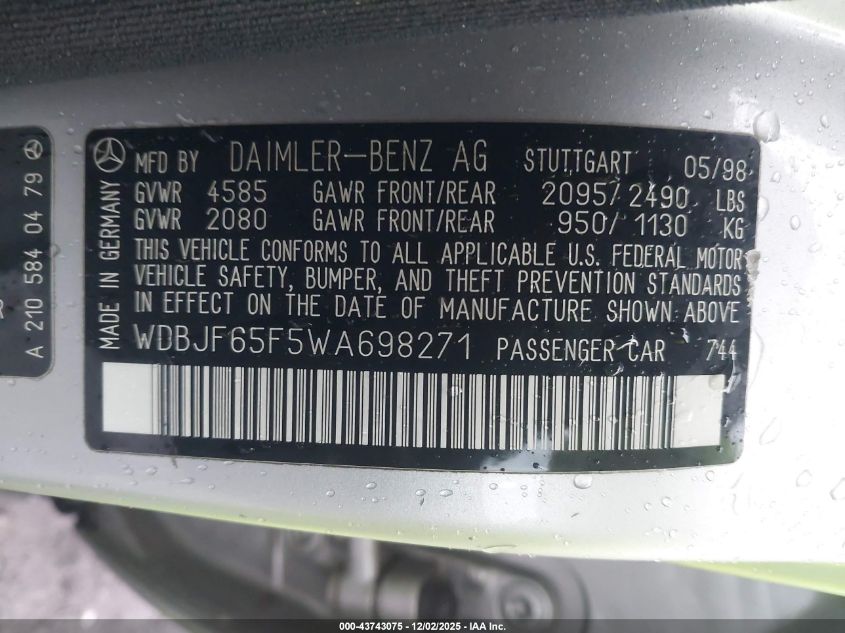 MFD BY DAIMLER-BENZ AG STUTTGART 05/98
GVWR 4585 GAWR FRONT/REAR 2095/2490 LBS
GVWR 2080 GAWR FRONT/REAR 950/1130 KG
THIS VEHICLE CONFORMS TO ALL APPLICABLE U.S. FEDERAL MOTOR
VEHICLE SAFETY, BUMPER, AND THEFT PREVENTION STANDARDS
IN EFFECT ON THE DATE OF MANUFACTURE SHOWN ABOVE
WDBJF65F5WA698271 PASSENGER CAR 744
MADE IN GERMANY
A 210 584 04 79
000-43743075 - 12/02/2025 - IAA Inc.